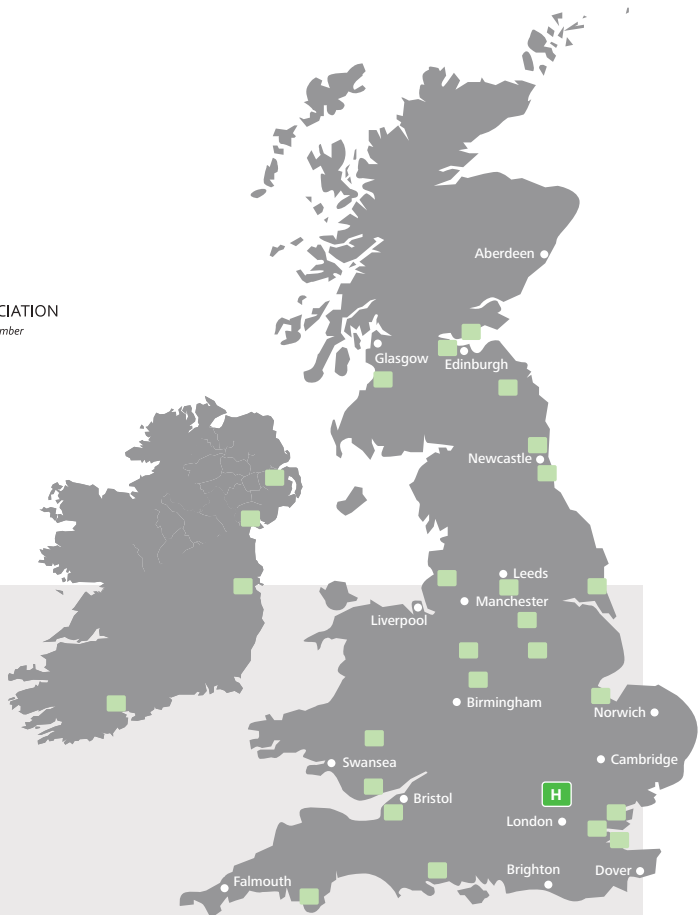 Aberdeen
CIATION
mber
Glasgow
Edinburgh
Newcastle
Leeds
Manchester
Liverpool
Birmingham
Norwich
Cambridge
Swansea
H
Bristol
London
Brighton
Dover
Falmouth